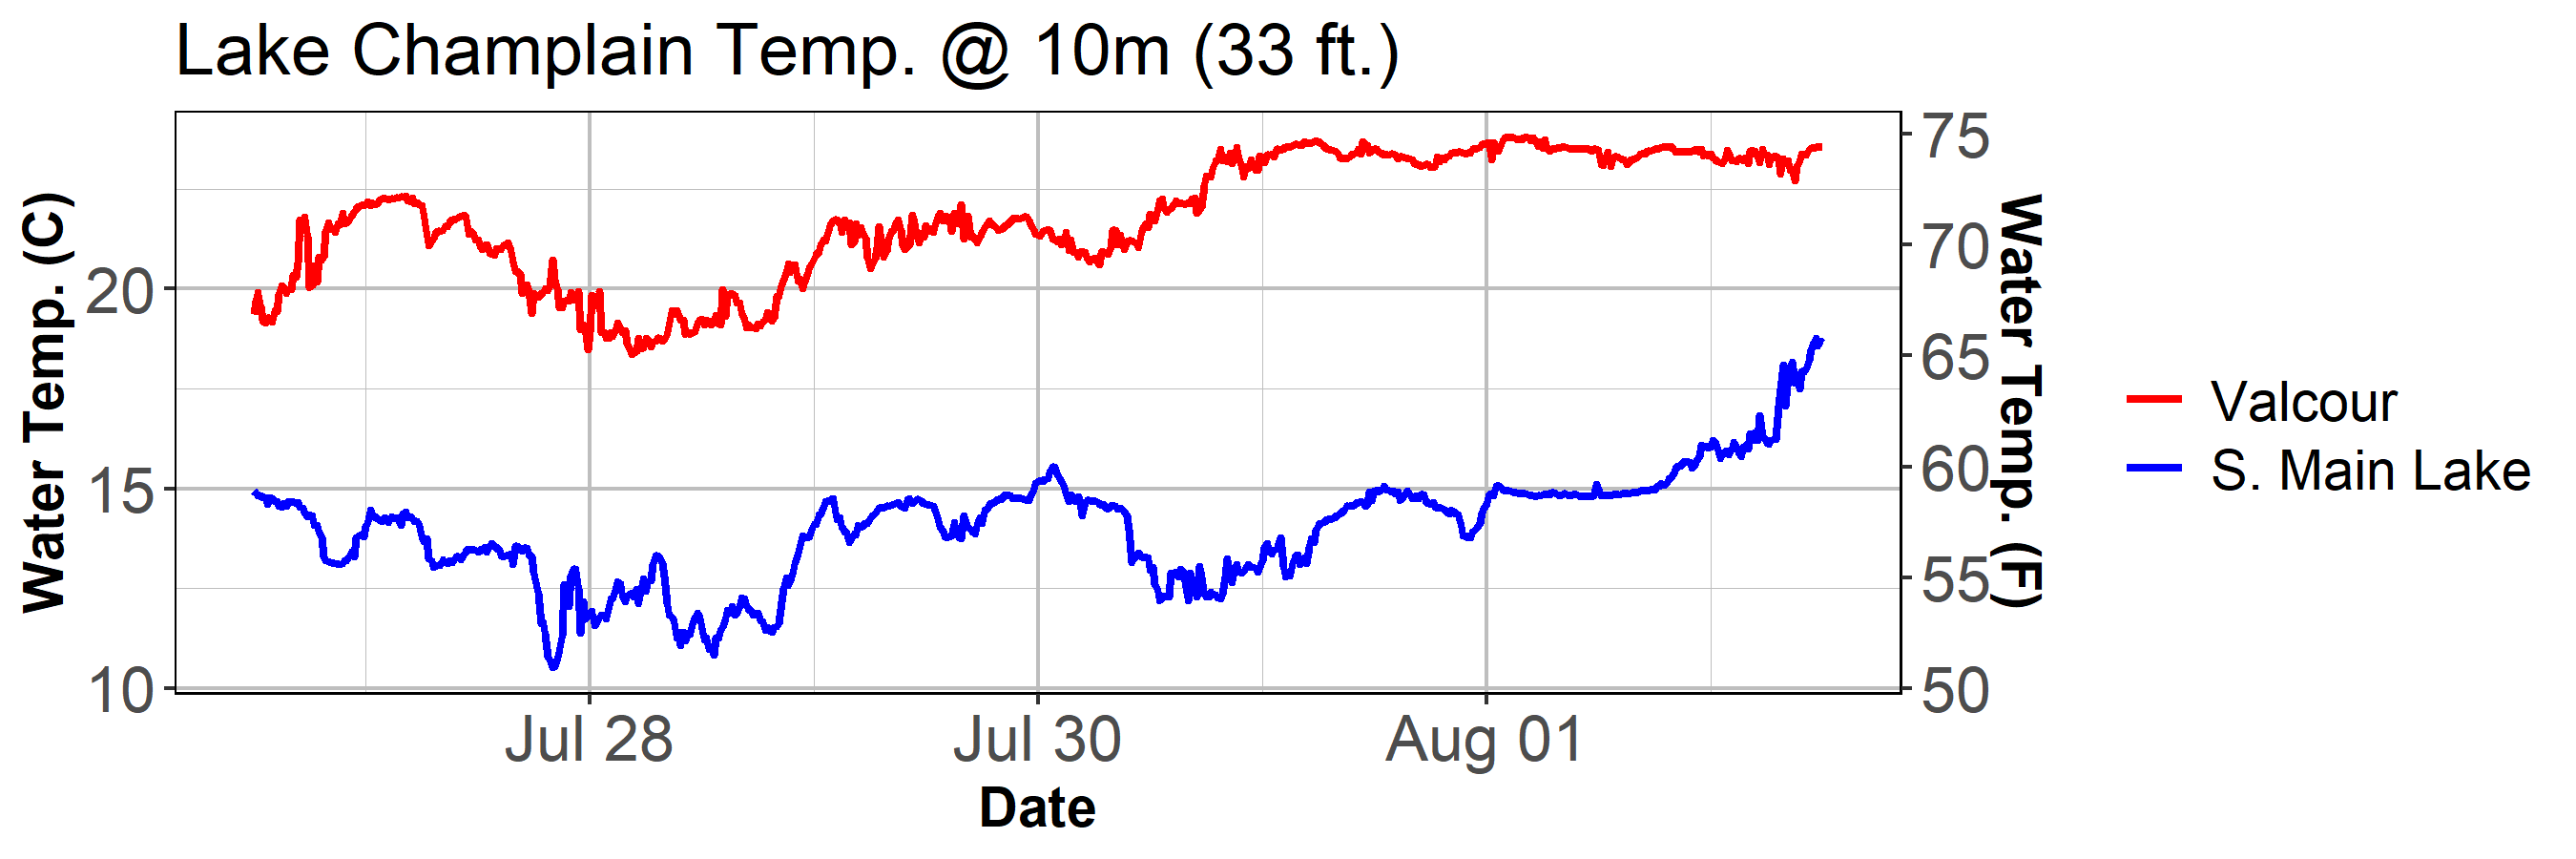 Lake Champlain Temp. @ 10m (33 ft.)
Water Temp. (C)
20
15
10
75
70
65
60
55
50
Water Temp. (F)
Valcour
S. Main Lake
Jul 28
Jul 30
Aug 01
Date